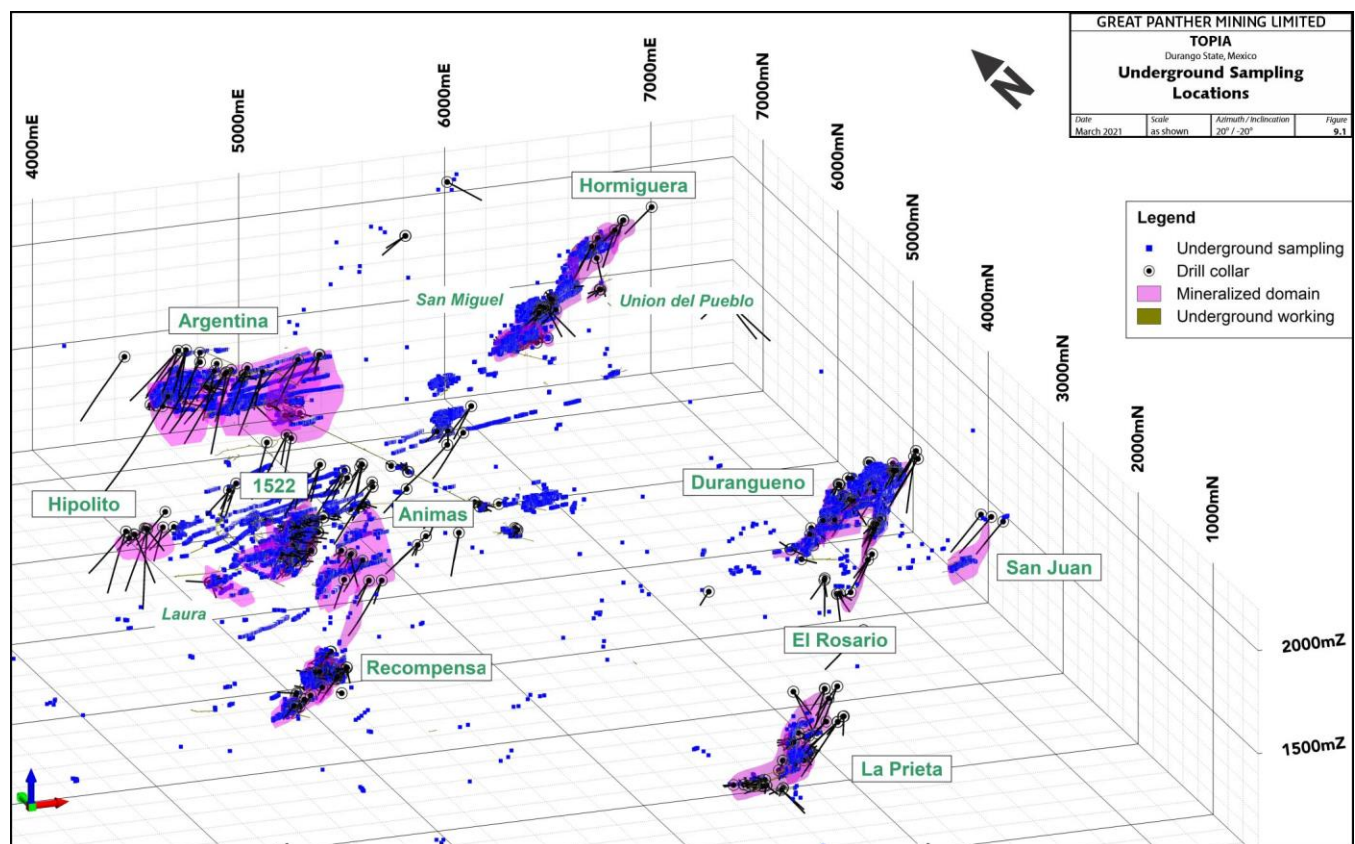 GREAT PANTHER MINING LIMITED
TOPIA
Durango State, Mexico
Underground Sampling
Locations
Date
Scale
Azimuth / Inclination
Figure
March 2021
as shown
20° / -20°
9.1
N
4000mE
5000mE
6000mE
7000mE
7000mN
6000mN
5000mN
4000mN
3000mN
2000mN
1000mN
Legend
Underground sampling
Drill collar
Mineralized domain
Underground working
Hormiguera
San Miguel
Union del Pueblo
Argentina
1522
Hipolito
Animas
Durangueno
San Juan
Laura
El Rosario
Recompensa
La Prieta
2000mZ
1500mZ